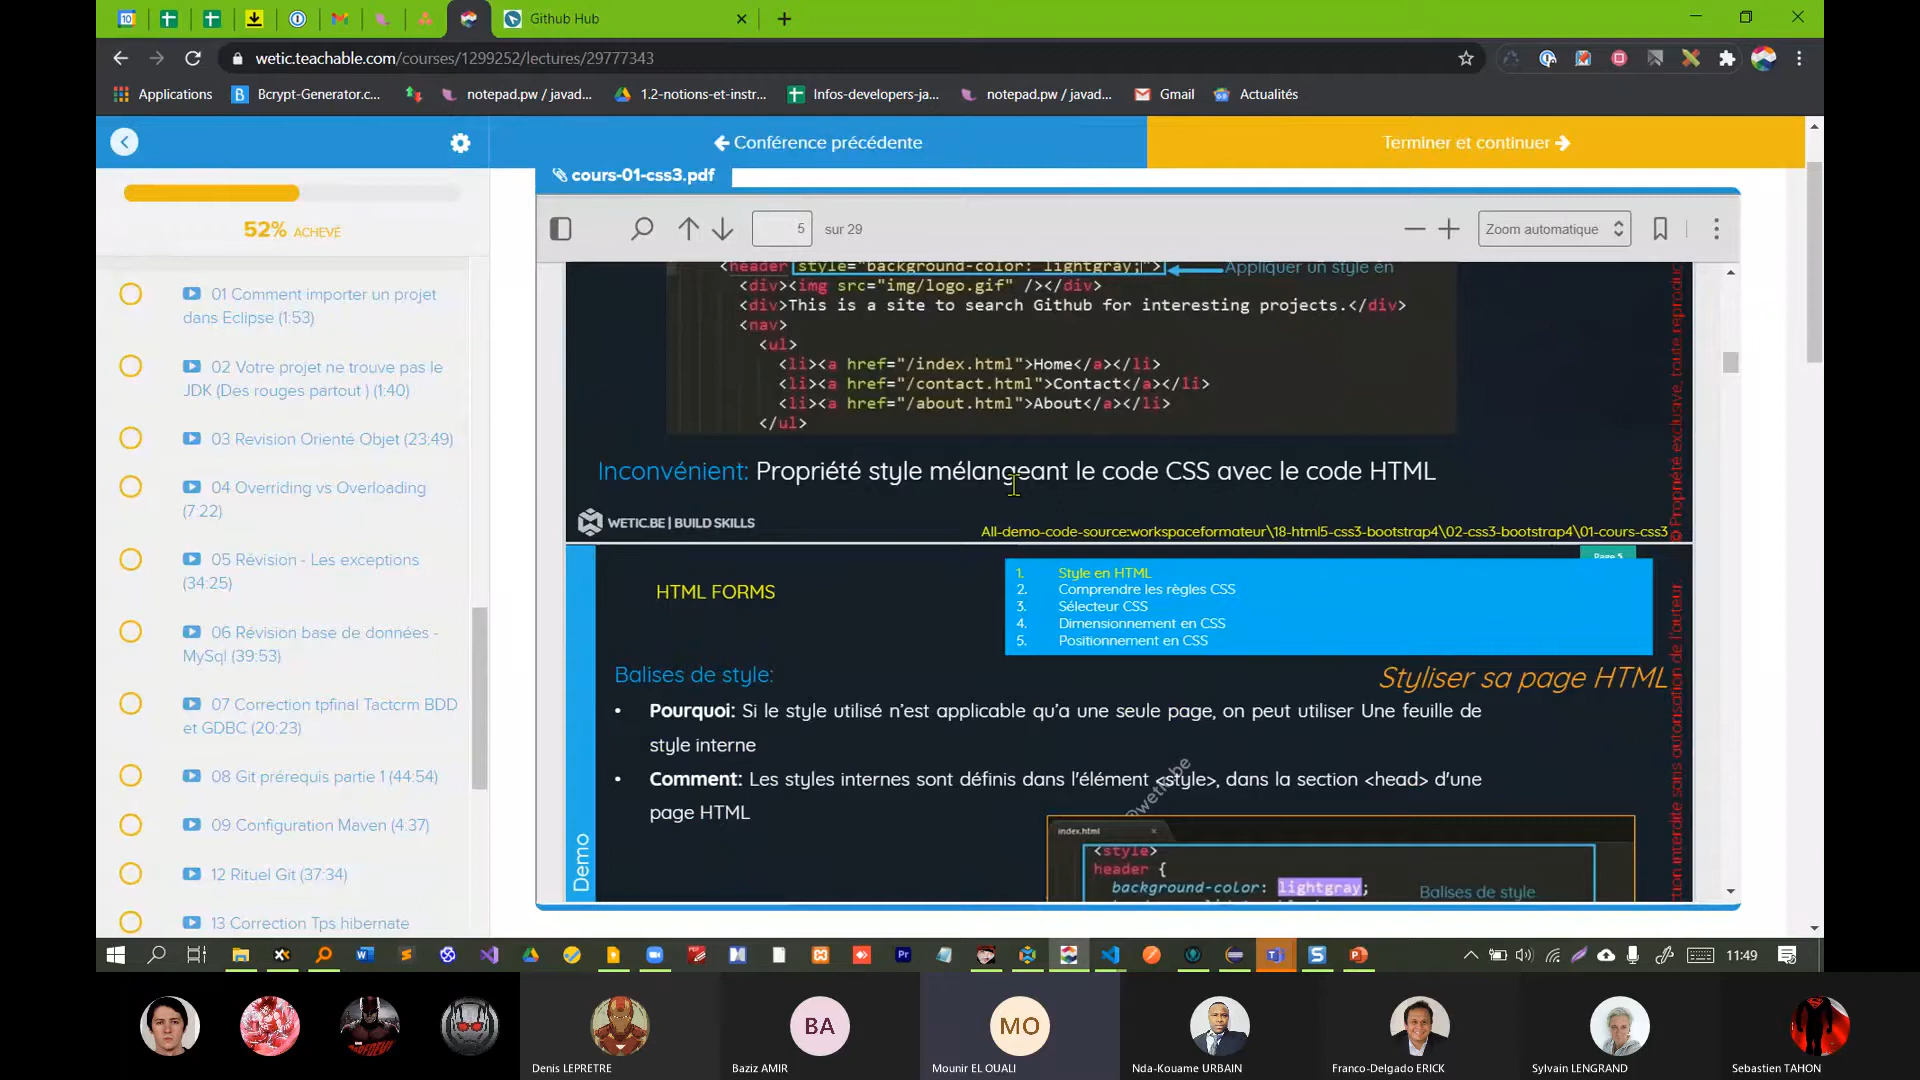 Github Hub
wetic.teachable.com/courses/1299252/lectures/29777343
Applications
Bcrypt-Generator.c...
notepad.pw / javad...
1.2-notions-et-instr...
Infos-developers-ja...
notepad.pw / javad...
Gmail
Actualités
Conférence précédente
Terminer et continuer
52% ACHEVÉ
01 Comment importer un projet
dans Eclipse (1:53)
02 Votre projet ne trouve pas le
JDK (Des rouges partout ) (1:40)
03 Revision Orienté Objet (23:49)
04 Overriding vs Overloading
(7:22)
05 Révision - Les exceptions
(34:25)
06 Révision base de données -
MySql (39:53)
07 Correction tpfinal Tactcrm BDD
et GDBC (20:23)
08 Git prérequis partie 1 (44:54)
09 Configuration Maven (4:37)
12 Rituel Git (37:34)
13 Correction Tps hibernate
cours-01-css3.pdf
5 sur 29
Zoom automatique
<header style="background-color: lightgray;">
Appliquer un style en
<div><img src="img/logo.gif" /></div>
<div>This is a site to search Github for interesting projects.</div>
<nav>
<ul>
<li><a href="/index.html">Home</a></li>
<li><a href="/contact.html">Contact</a></li>
<li><a href="/about.html">About</a></li>
</ul>
Inconvénient: Propriété style mélangeant le code CSS avec le code HTML
WETIC.BE | BUILD SKILLS
All-demo-code-source:workspaceformateur\18-html5-css3-bootstrap4\02-css3-bootstrap4\01-cours-css3
© Propriété exclusive, toute reproduc
Page 5
HTML FORMS
1. Style en HTML
2. Comprendre les règles CSS
3. Sélecteur CSS
4. Dimensionnement en CSS
5. Positionnement en CSS
Styliser sa page HTML
Balises de style:
• Pourquoi: Si le style utilisé n'est applicable qu'a une seule page, on peut utiliser Une feuille de
style interne
• Comment: Les styles internes sont définis dans l'élément <style>, dans la section <head> d'une
page HTML
@wetic.be
Demo
index.html
<style>
header {
background-color: lightgray;
Balises de style
tion interdite sans autorisation de l'auteur
11:49
BA
MO
Denis LEPRETRE
Baziz AMIR
Mounir EL OUALI
Nda-Kouame URBAIN
Franco-Delgado ERICK
Sylvain LENGRAND
Sebastien TAHON